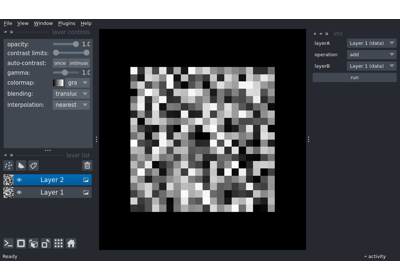 File View Window Plugins Help
layer controls
opacity: 1.0
contrast limits:
auto-contrast: once
gamma: 1.0
colormap: gra
blending: transluc
interpolation: nearest
layer list
Layer 2
Layer 1
Ready
layerA Layer 1 (data)
operation add
layerB Layer 1 (data)
run
activity